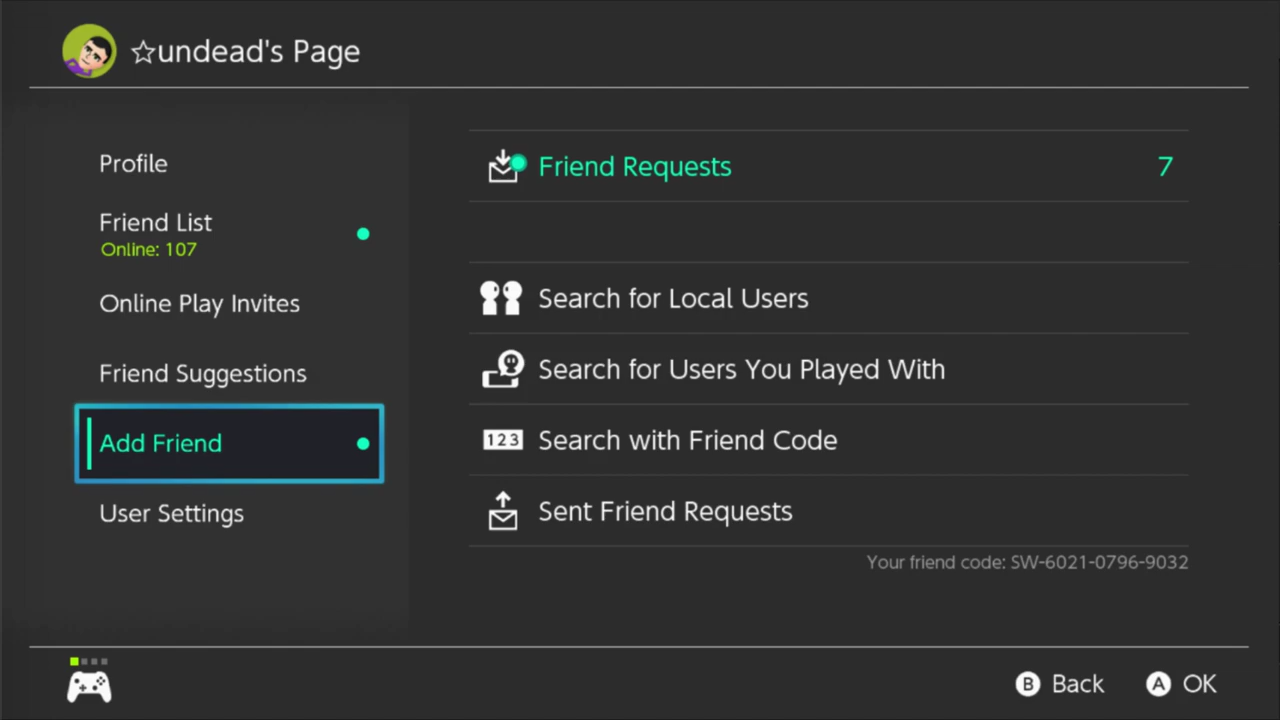 ☆undead's Page
Profile
Friend List
Online: 107
Online Play Invites
Friend Suggestions
Add Friend
User Settings
Friend Requests 7
Search for Local Users
Search for Users You Played With
123 Search with Friend Code
Sent Friend Requests
Your friend code: SW-6021-0796-9032
B Back A OK